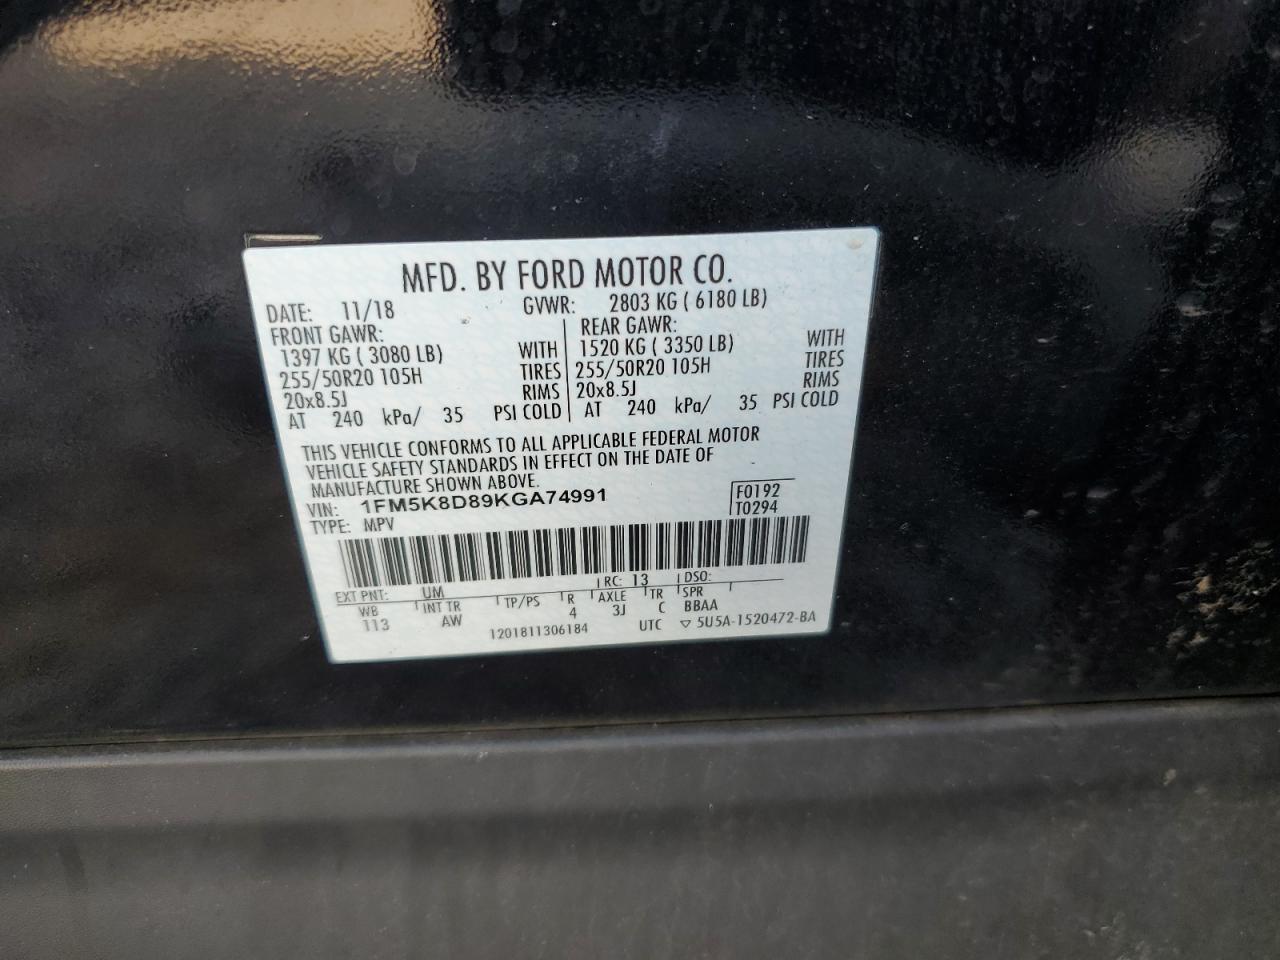 MFD. BY FORD MOTOR CO.
DATE: 11/18 GVWR: 2803 KG ( 6180 LB)
FRONT GAWR: REAR GAWR:
1397 KG ( 3080 LB) WITH 1520 KG ( 3350 LB) WITH
255/50R20 105H TIRES 255/50R20 105H TIRES
20x8.5J RIMS 20x8.5J RIMS
AT 240 kPa/ 35 PSI COLD AT 240 kPa/ 35 PSI COLD
THIS VEHICLE CONFORMS TO ALL APPLICABLE FEDERAL MOTOR
VEHICLE SAFETY STANDARDS IN EFFECT ON THE DATE OF
MANUFACTURE SHOWN ABOVE.
VIN: 1FM5K8D89KGA74991 F0192
TYPE: MPV T0294
EXT PNT: UM RC: 13 DSO:
WB INT TR TP/PS R AXLE TR SPR
113 AW 4 3J C BBAA
1201811306184 UTC ▽ 5U5A-1520472-BA